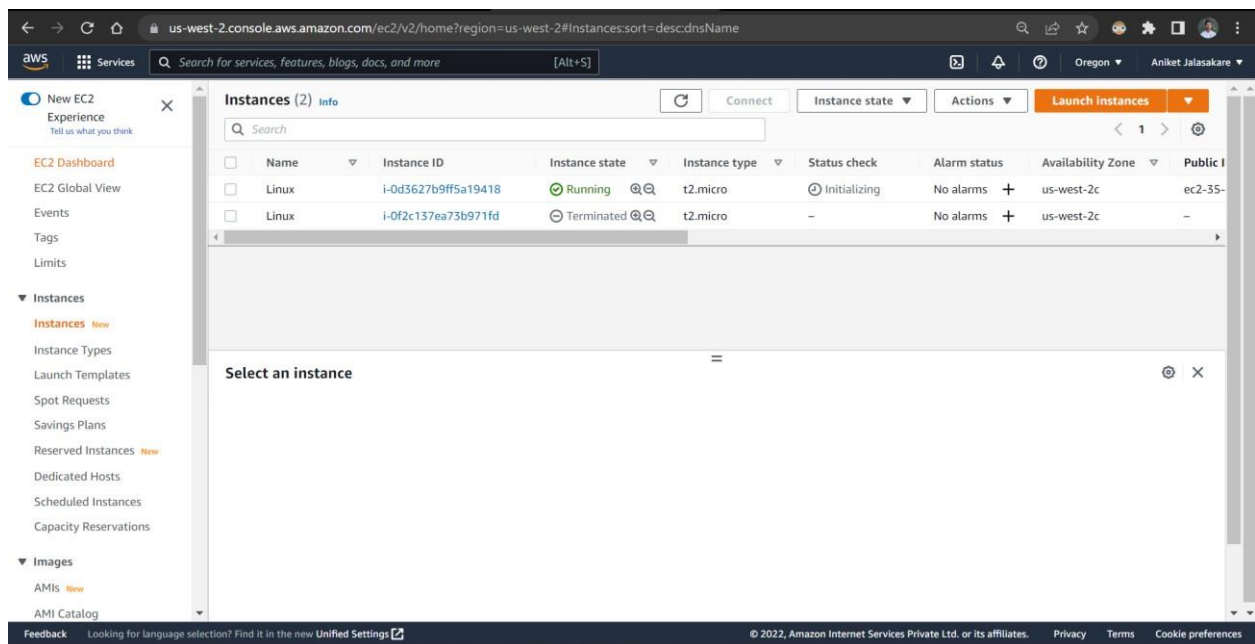 us-west-2.console.aws.amazon.com/ec2/v2/home?region=us-west-2#Instances:sort=desc:dnsName
aws Services Search for services, features, blogs, docs, and more [Alt+S] Oregon ▼ Aniket Jalasakare ▼
New EC2 Experience
Tell us what you think
EC2 Dashboard
EC2 Global View
Events
Tags
Limits
▼ Instances
Instances New
Instance Types
Launch Templates
Spot Requests
Savings Plans
Reserved Instances New
Dedicated Hosts
Scheduled Instances
Capacity Reservations
▼ Images
AMIs New
AMI Catalog
Instances (2) Info Connect Instance state ▼ Actions ▼ Launch instances ▼
Search
< 1 >
Name Instance ID Instance state Instance type Status check Alarm status Availability Zone Public I
Linux i-0d3627b9ff5a19418 Running t2.micro Initializing No alarms + us-west-2c ec2-35-
Linux i-0f2c137ea73b971fd Terminated t2.micro – No alarms + us-west-2c –
Select an instance
Feedback Looking for language selection? Find it in the new Unified Settings © 2022, Amazon Internet Services Private Ltd. or its affiliates. Privacy Terms Cookie preferences